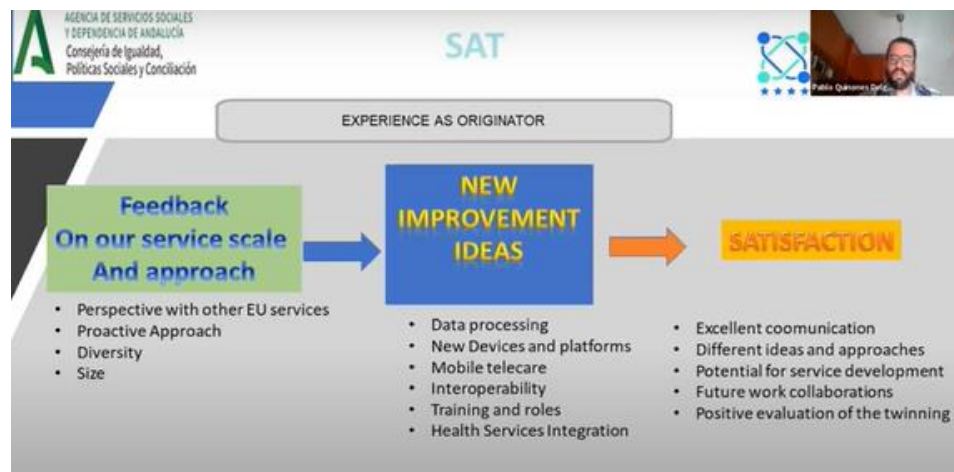 AGENCIA DE SERVICIOS SOCIALES
Y DEPENDENCIA DE ANDALUCÍA
Consejería de Igualdad,
Políticas Sociales y Conciliación
SAT
EXPERIENCE AS ORIGINATOR
Feedback
On our service scale
And approach
• Perspective with other EU services
• Proactive Approach
• Diversity
• Size
NEW
IMPROVEMENT
IDEAS
• Data processing
• New Devices and platforms
• Mobile telecare
• Interoperability
• Training and roles
• Health Services Integration
SATISFACTION
• Excellent coomunication
• Different ideas and approaches
• Potential for service development
• Future work collaborations
• Positive evaluation of the twinning
Pablo Quinones